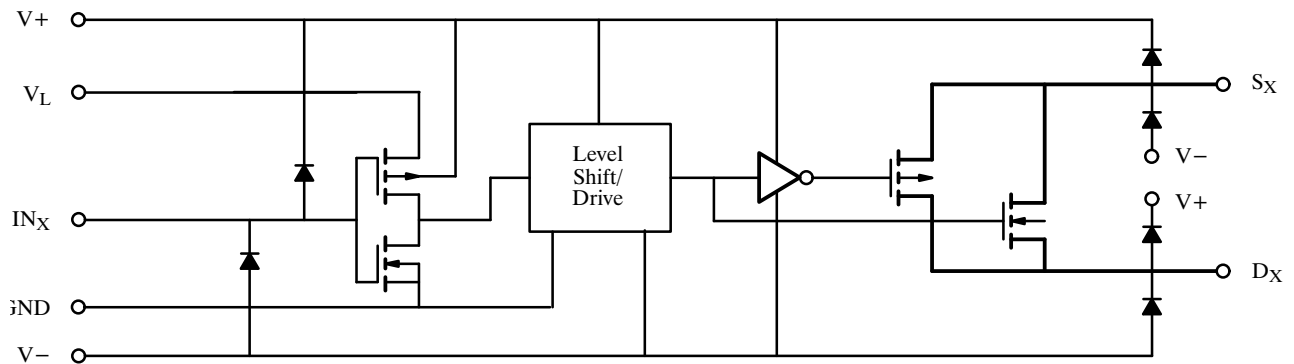 V+
VL
INX
GND
V−
Level
Shift/
Drive
SX
V−
V+
DX